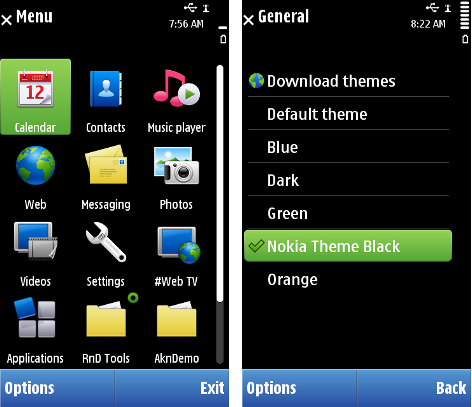 Menu
7:56 AM
12
Calendar
Contacts
Music player
Web
Messaging
Photos
Videos
Settings
#Web TV
Applications
RnD Tools
AknDemo
Options
Exit
General
8:22 AM
Download themes
Default theme
Blue
Dark
Green
Nokia Theme Black
Orange
Options
Back